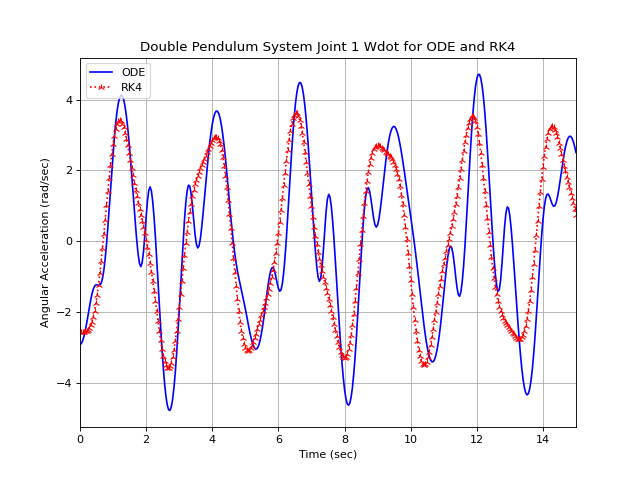 Double Pendulum System Joint 1 Wdot for ODE and RK4
ODE
RK4
Angular Acceleration (rad/sec)
4
2
0
−2
−4
0 2 4 6 8 10 12 14
Time (sec)